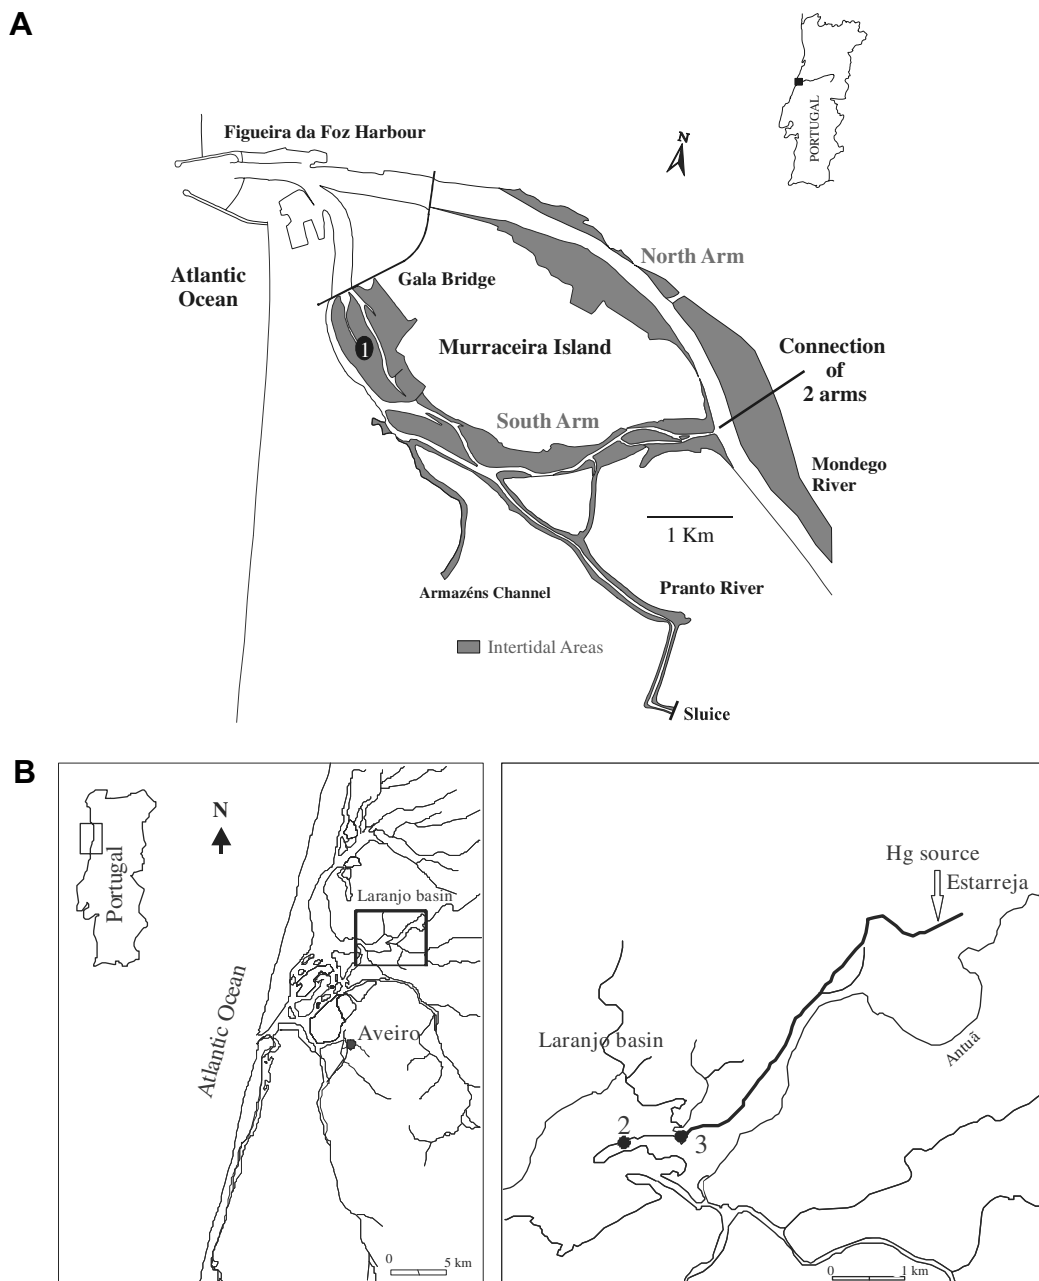 A
Figueira da Foz Harbour
N
PORTUGAL
North Arm
Atlantic
Ocean
Gala Bridge
1
Murraceira Island
Connection
of
2 arms
South Arm
Mondego
River
1 Km
Armazéns Channel
Pranto River
Intertidal Areas
Sluice
B
N
Portugal
Laranjo basin
Atlantic Ocean
Aveiro
0
5 km
Hg source
Estarreja
Laranjo basin
Antuã
2
3
0
1 km